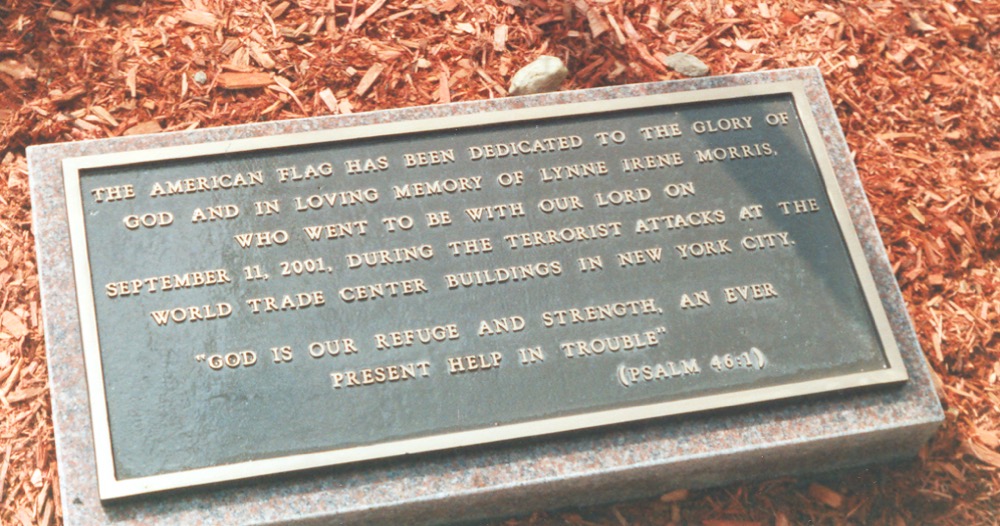 THE AMERICAN FLAG HAS BEEN DEDICATED TO THE GLORY OF
GOD AND IN LOVING MEMORY OF LYNNE IRENE MORRIS,
WHO WENT TO BE WITH OUR LORD ON
SEPTEMBER 11, 2001, DURING THE TERRORIST ATTACKS AT THE
WORLD TRADE CENTER BUILDINGS IN NEW YORK CITY.
"GOD IS OUR REFUGE AND STRENGTH, AN EVER
PRESENT HELP IN TROUBLE"
(PSALM 46:1)